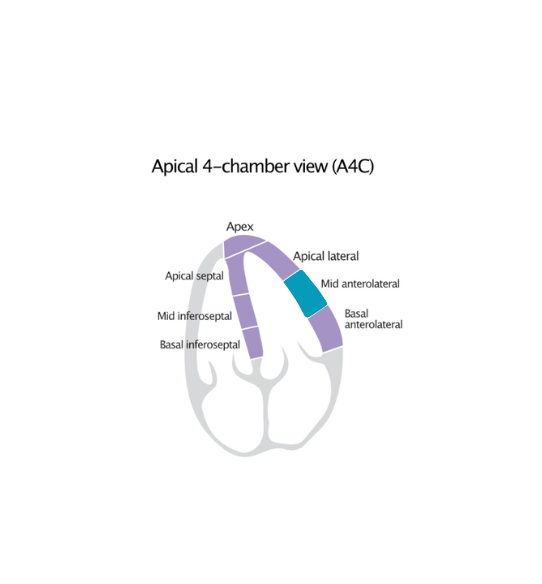 Apical 4–chamber view (A4C)
Apex
Apical lateral
Apical septal
Mid anterolateral
Mid inferoseptal
Basal
anterolateral
Basal inferoseptal